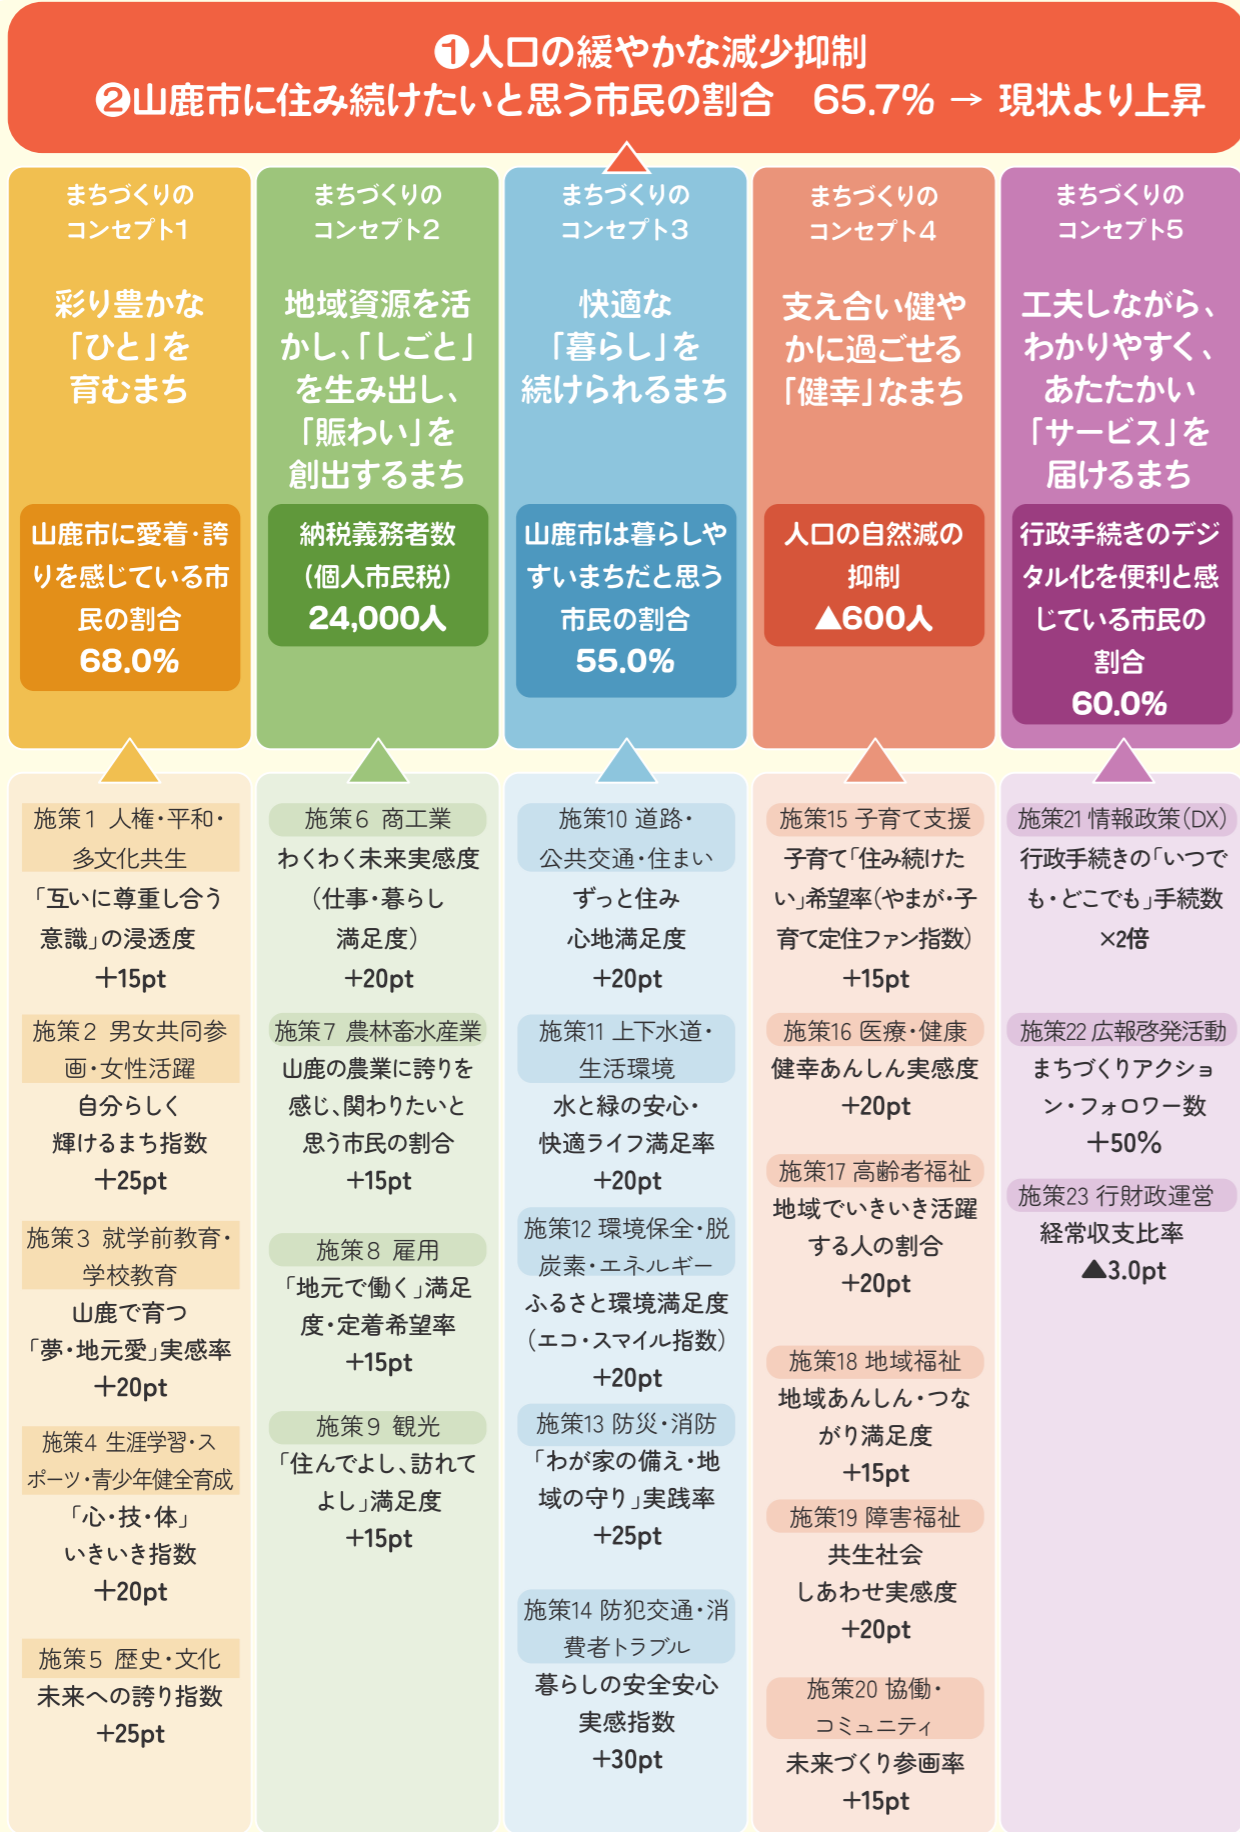 ❶人口の緩やかな減少抑制
❷山鹿市に住み続けたいと思う市民の割合　65.7% → 現状より上昇
まちづくりの
コンセプト1
彩り豊かな
「ひと」を
育むまち
山鹿市に愛着・誇
りを感じている市
民の割合
68.0%
まちづくりの
コンセプト2
地域資源を活
かし、「しごと」
を生み出し、
「賑わい」を
創出するまち
納税義務者数
(個人市民税)
24,000人
まちづくりの
コンセプト3
快適な
「暮らし」を
続けられるまち
山鹿市は暮らしや
すいまちだと思う
市民の割合
55.0%
まちづくりの
コンセプト4
支え合い健や
かに過ごせる
「健幸」なまち
人口の自然減の
抑制
▲600人
まちづくりの
コンセプト5
工夫しながら、
わかりやすく、
あたたかい
「サービス」を
届けるまち
行政手続きのデジ
タル化を便利と感
じている市民の
割合
60.0%
施策1 人権・平和・
多文化共生
「互いに尊重し合う
意識」の浸透度
＋15pt
施策2 男女共同参
画・女性活躍
自分らしく
輝けるまち指数
＋25pt
施策3 就学前教育・
学校教育
山鹿で育つ
「夢・地元愛」実感率
＋20pt
施策4 生涯学習・ス
ポーツ・青少年健全育成
「心・技・体」
いきいき指数
＋20pt
施策5 歴史・文化
未来への誇り指数
+25pt
施策6 商工業
わくわく未来実感度
(仕事・暮らし
満足度)
+20pt
施策7 農林畜水産業
山鹿の農業に誇りを
感じ、関わりたいと
思う市民の割合
+15pt
施策8 雇用
「地元で働く」満足
度・定着希望率
+15pt
施策9 観光
「住んでよし、訪れて
よし」満足度
+15pt
施策10 道路・
公共交通・住まい
ずっと住み
心地満足度
+20pt
施策11 上下水道・
生活環境
水と緑の安心・
快適ライフ満足率
+20pt
施策12 環境保全・脱
炭素・エネルギー
ふるさと環境満足度
(エコ・スマイル指数)
+20pt
施策13 防災・消防
「わが家の備え・地
域の守り」実践率
+25pt
施策14 防犯交通・消
費者トラブル
暮らしの安全安心
実感指数
+30pt
施策15 子育て支援
子育て「住み続けた
い」希望率(やまが・子
育て定住ファン指数)
+15pt
施策16 医療・健康
健幸あんしん実感度
+20pt
施策17 高齢者福祉
地域でいきいき活躍
する人の割合
+20pt
施策18 地域福祉
地域あんしん・つな
がり満足度
+15pt
施策19 障害福祉
共生社会
しあわせ実感度
+20pt
施策20 協働・
コミュニティ
未来づくり参画率
+15pt
施策21 情報政策(DX)
行政手続きの「いつで
も・どこでも」手続数
×2倍
施策22 広報啓発活動
まちづくりアクショ
ン・フォロワー数
＋50％
施策23 行財政運営
経常収支比率
▲3.0pt